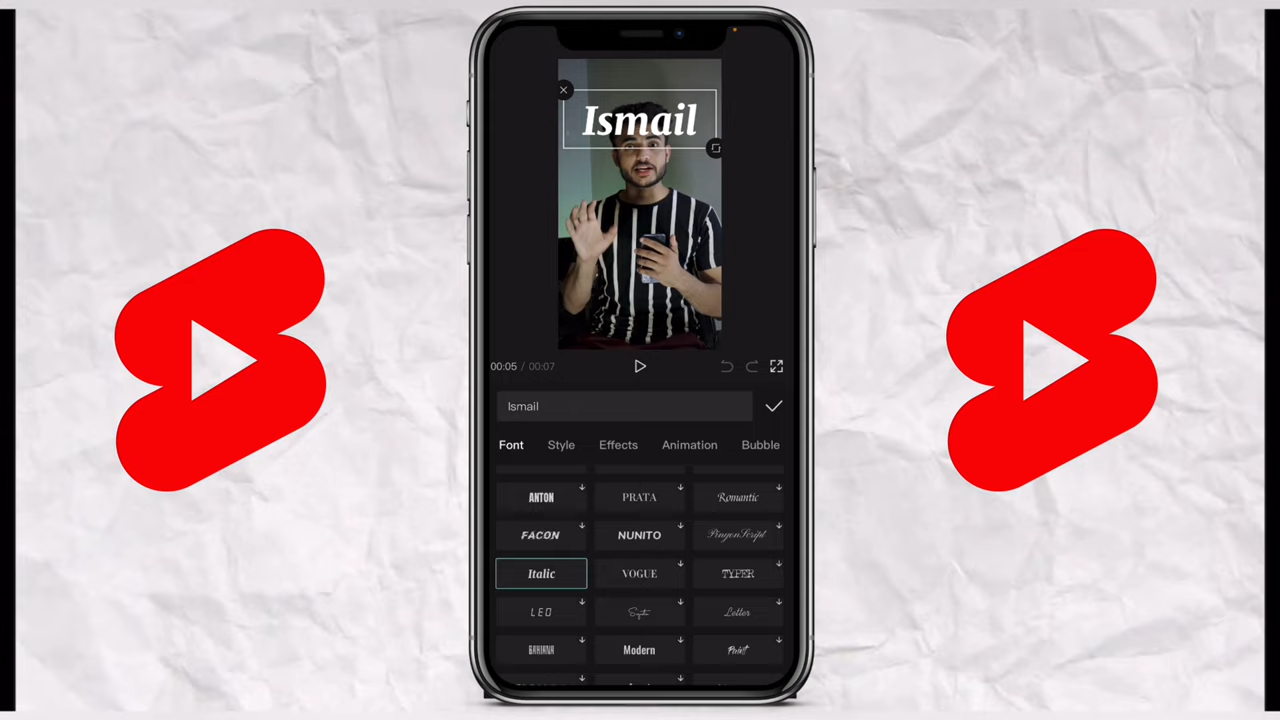 Ismail
00:05 / 00:07
Ismail
Font Style Effects Animation Bubble
ANTON PRATA Romantic
FACON NUNITO PinyonScript
Italic VOGUE TYPER
LEO Letter
Modern